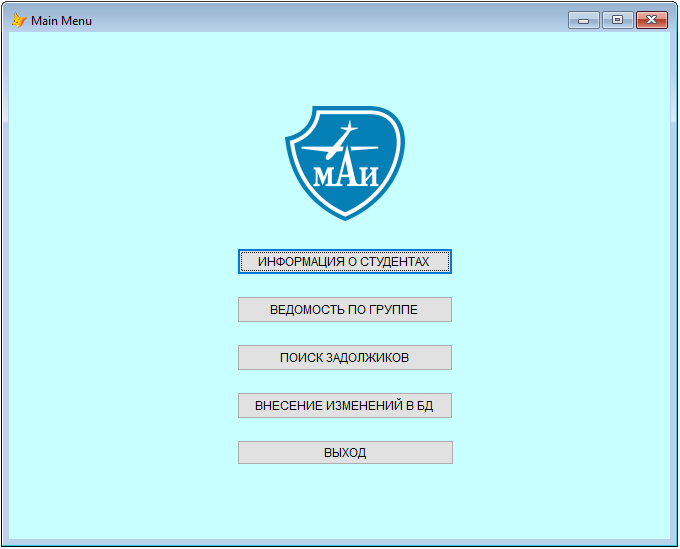 Main Menu
МАИ
ИНФОРМАЦИЯ О СТУДЕНТАХ
ВЕДОМОСТЬ ПО ГРУППЕ
ПОИСК ЗАДОЛЖИКОВ
ВНЕСЕНИЕ ИЗМЕНЕНИЙ В БД
ВЫХОД